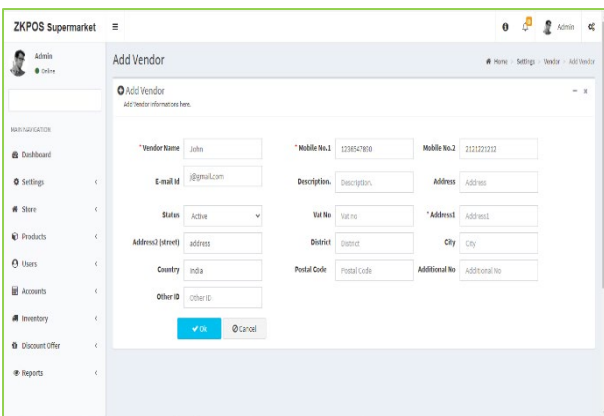 ZKPOS Supermarket
Admin
Admin
Online
Add Vendor
Home > Settings > Vendor > Add Vendor
Add Vendor
Add Vendor informations here.
MAIN NAVIGATION
Dashboard
Settings
Store
Products
Users
Accounts
Inventory
Discount Offer
Reports
* Vendor Name John * Mobile No.1 1236547890 Mobile No.2 2121221212
E-mail Id j@gmail.com Description. Description. Address Address
Status Active Vat No Vat no * Address1 Address1
Address2 (street) address District District City City
Country India Postal Code Postal Code Additional No Additional No
Other ID Other ID
Ok Cancel